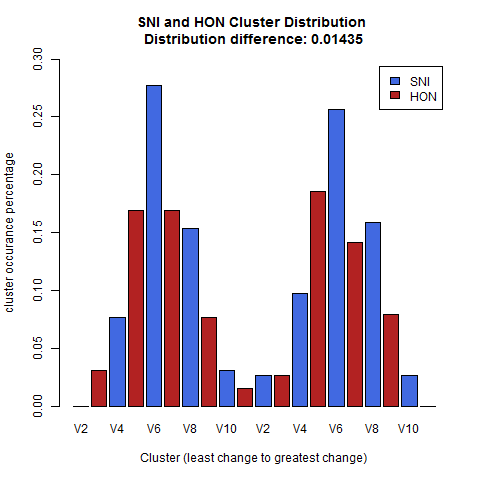 SNI and HON Cluster Distribution
Distribution difference: 0.01435
SNI
HON
cluster occurance percentage
0.30
0.25
0.20
0.15
0.10
0.05
0.00
V2 V4 V6 V8 V10 V2 V4 V6 V8 V10
Cluster (least change to greatest change)